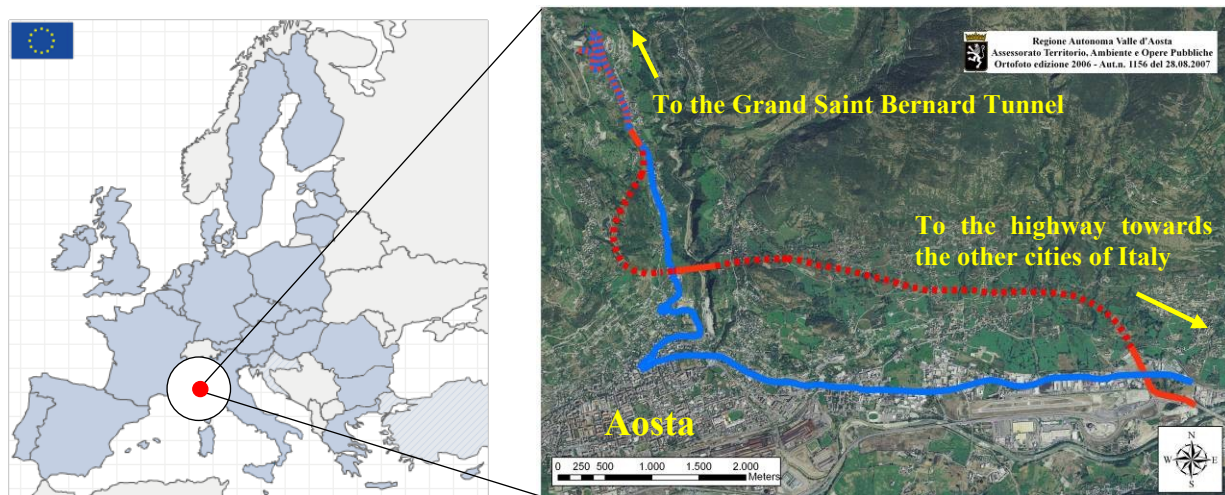 Regione Autonoma Valle d'Aosta
Assessorato Territorio, Ambiente e Opere Pubbliche
Ortofoto edizione 2006 - Aut.n. 1156 del 28.08.2007
To the Grand Saint Bernard Tunnel
To the highway towards
the other cities of Italy
Aosta
0 250 500 1.000 1.500 2.000
Meters
N
W E
S